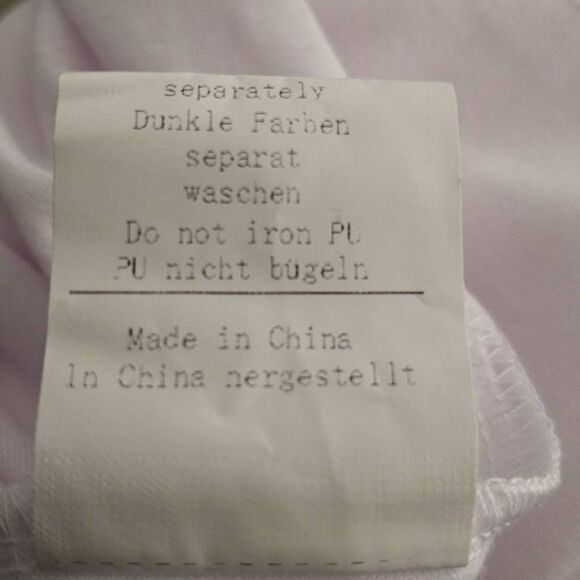 separately
Dunkle Farben
separat
waschen
Do not iron PU
PU nicht bügeln
Made in China
In China hergestellt